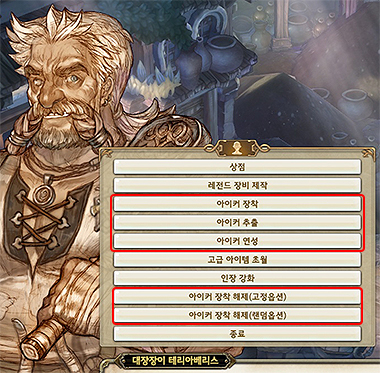 상점
레전드 장비 제작
아이커 장착
아이커 추출
아이커 연성
고급 아이템 초월
인장 강화
아이커 장착 해제(고정옵션)
아이커 장착 해제(랜덤옵션)
종료
대장장이 테리아베리스